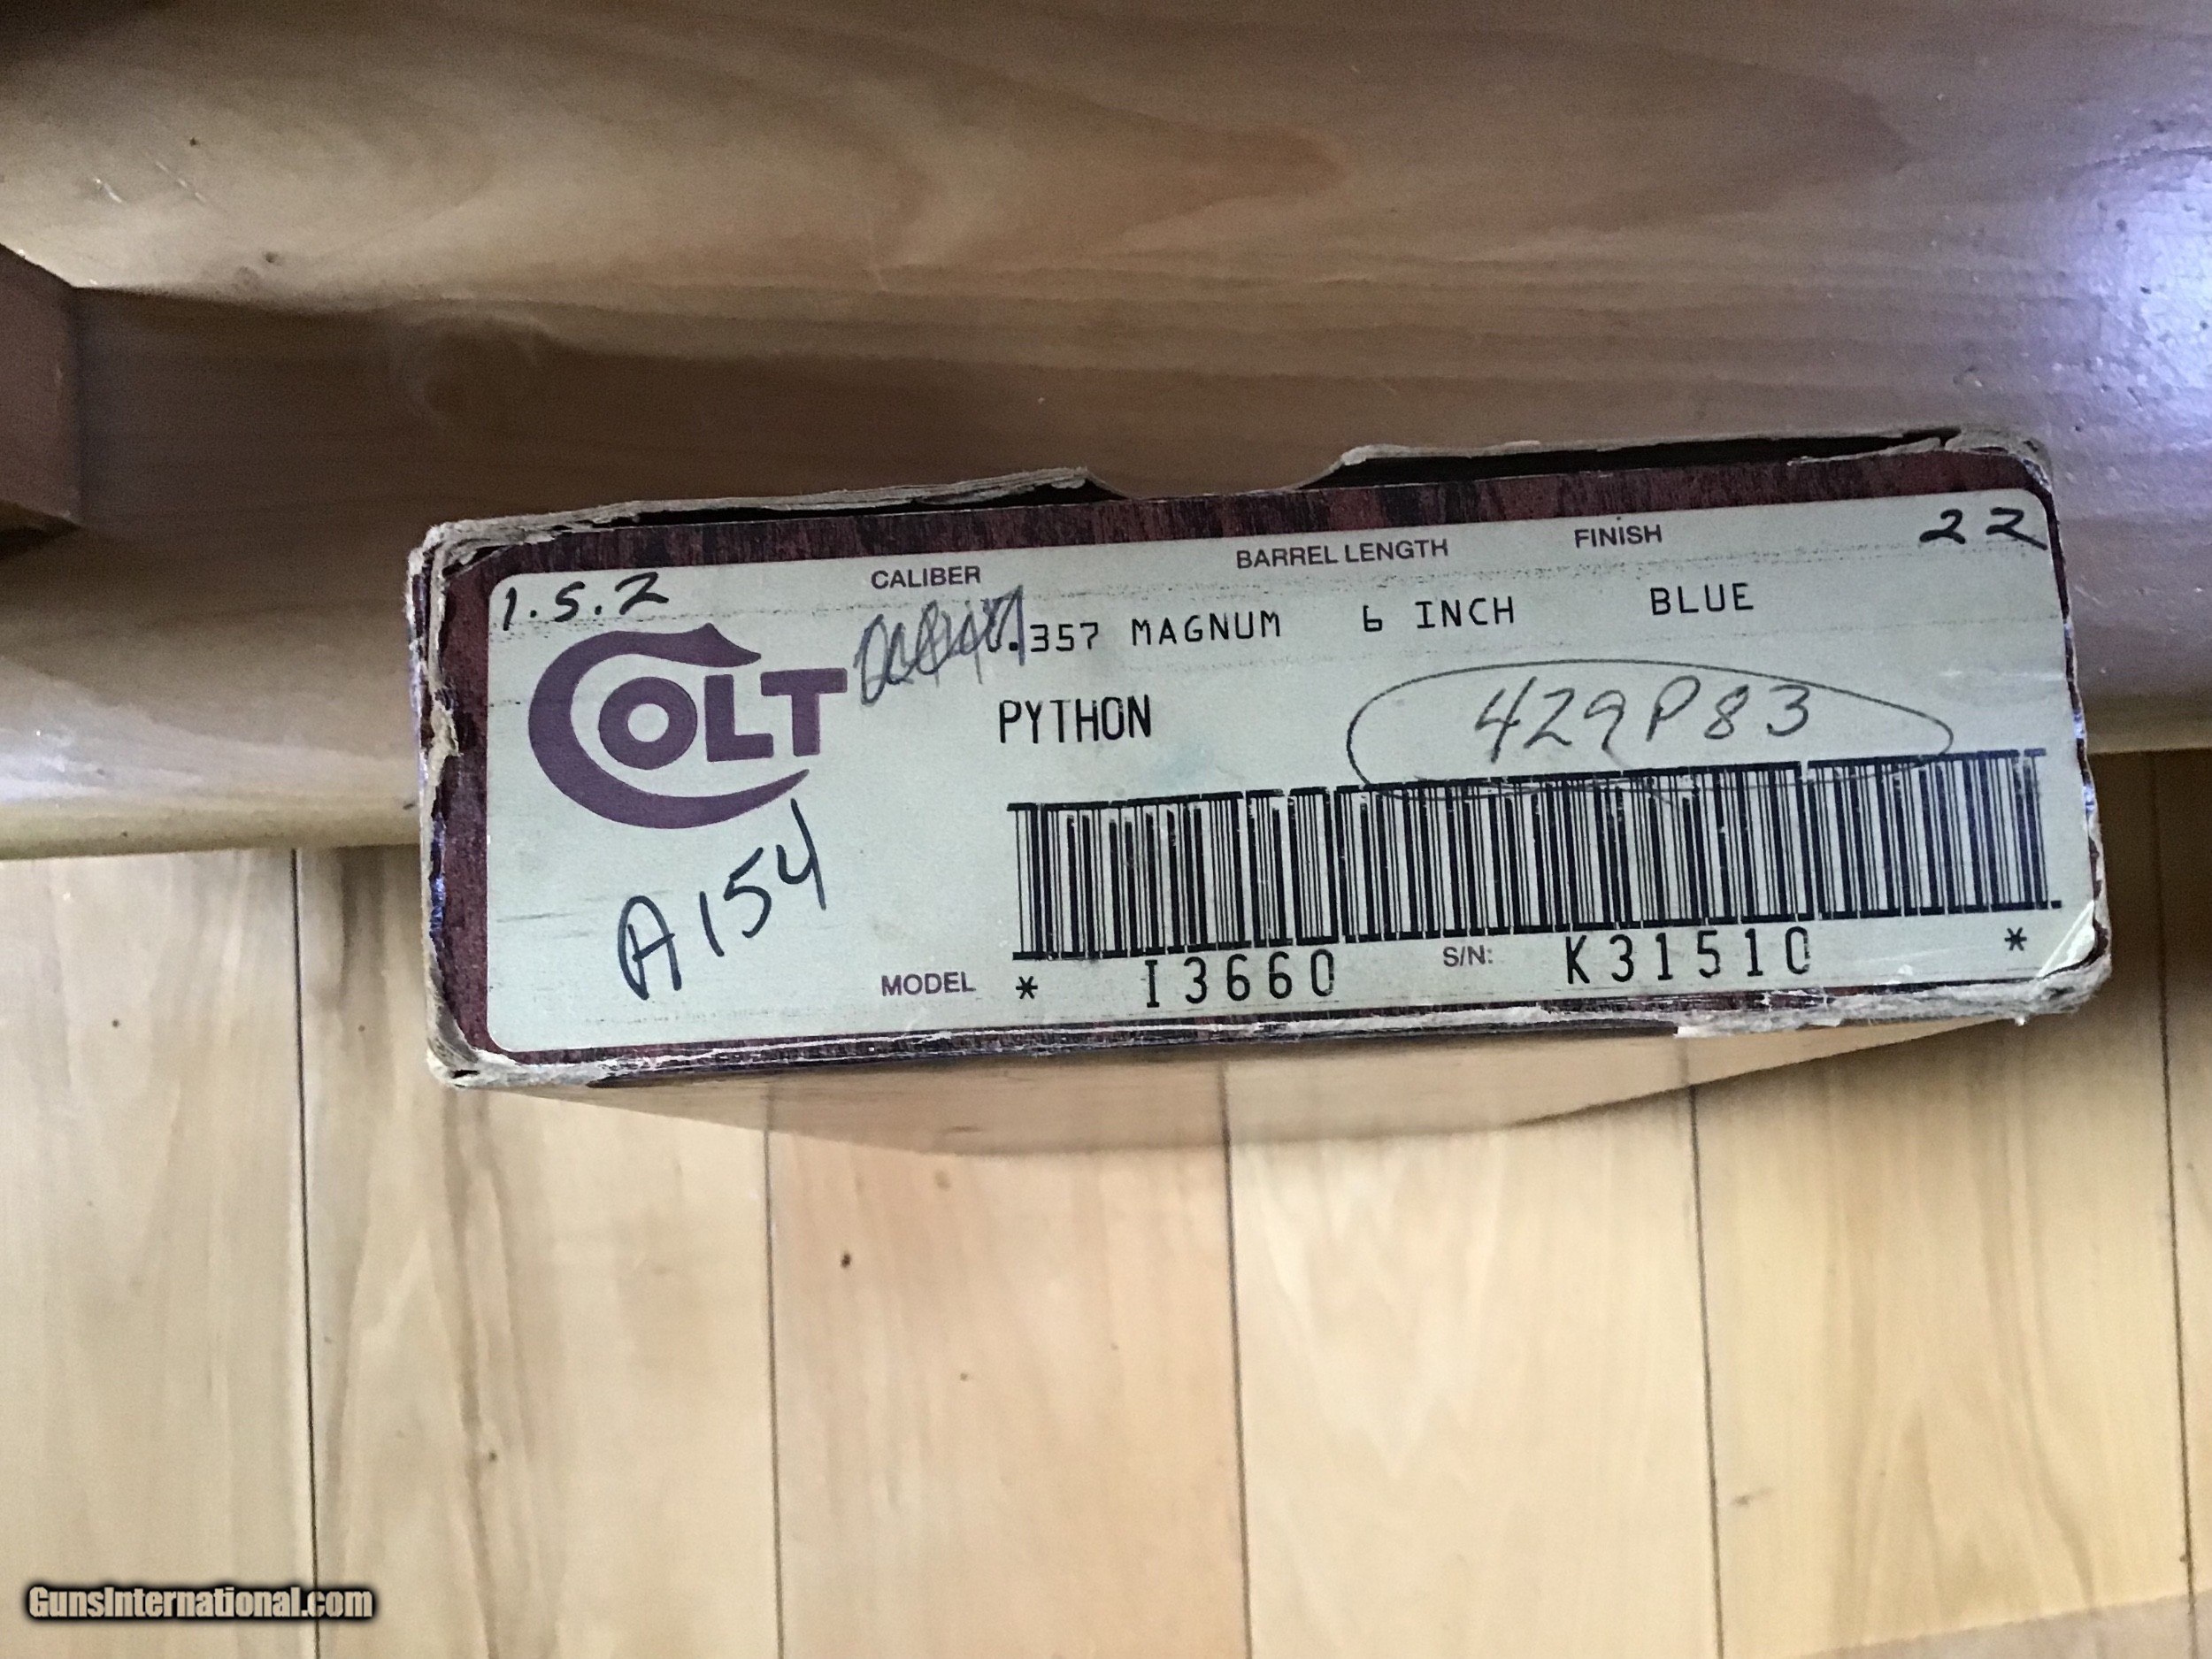 1.5.2
CALIBER BARREL LENGTH FINISH 22
COLT .357 MAGNUM 6 INCH BLUE
PYTHON 429P83
A154
MODEL * I3660 S/N: K31510 *
GunsInternational.com